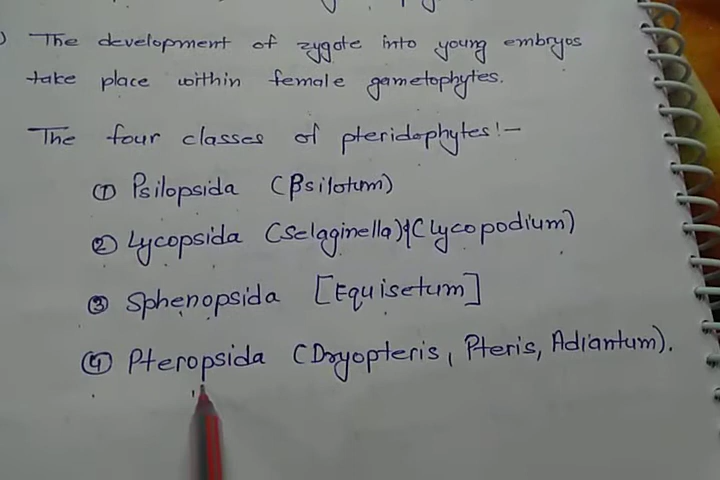 ) The development of zygote into young embryos
take place within female gametophytes.
The four classes of pteridophytes:-
① Psilopsida (Psilotum)
② Lycopsida (Selaginella) & (Lycopodium)
③ Sphenopsida [Equisetum]
④ Pteropsida (Dryopteris, Pteris, Adiantum).